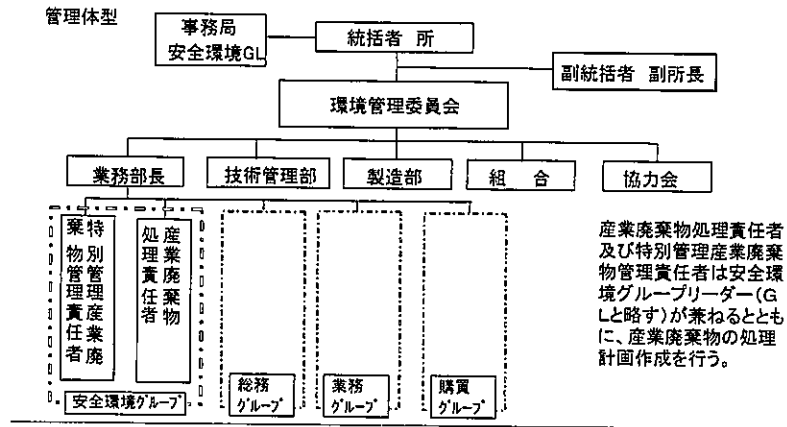 管理体型
事務局
安全環境GL
統括者 所
副統括者 副所長
環境管理委員会
業務部長
技術管理部
製造部
組 合
協力会
特別管理産業廃
棄物管理責任者
産業廃棄物
処理責任者
安全環境グループ
総務
グループ
業務
グループ
購買
グループ
産業廃棄物処理責任者
及び特別管理産業廃棄
物管理責任者は安全環
境グループリーダー(G
Lと略す)が兼ねるととも
に、産業廃棄物の処理
計画作成を行う。